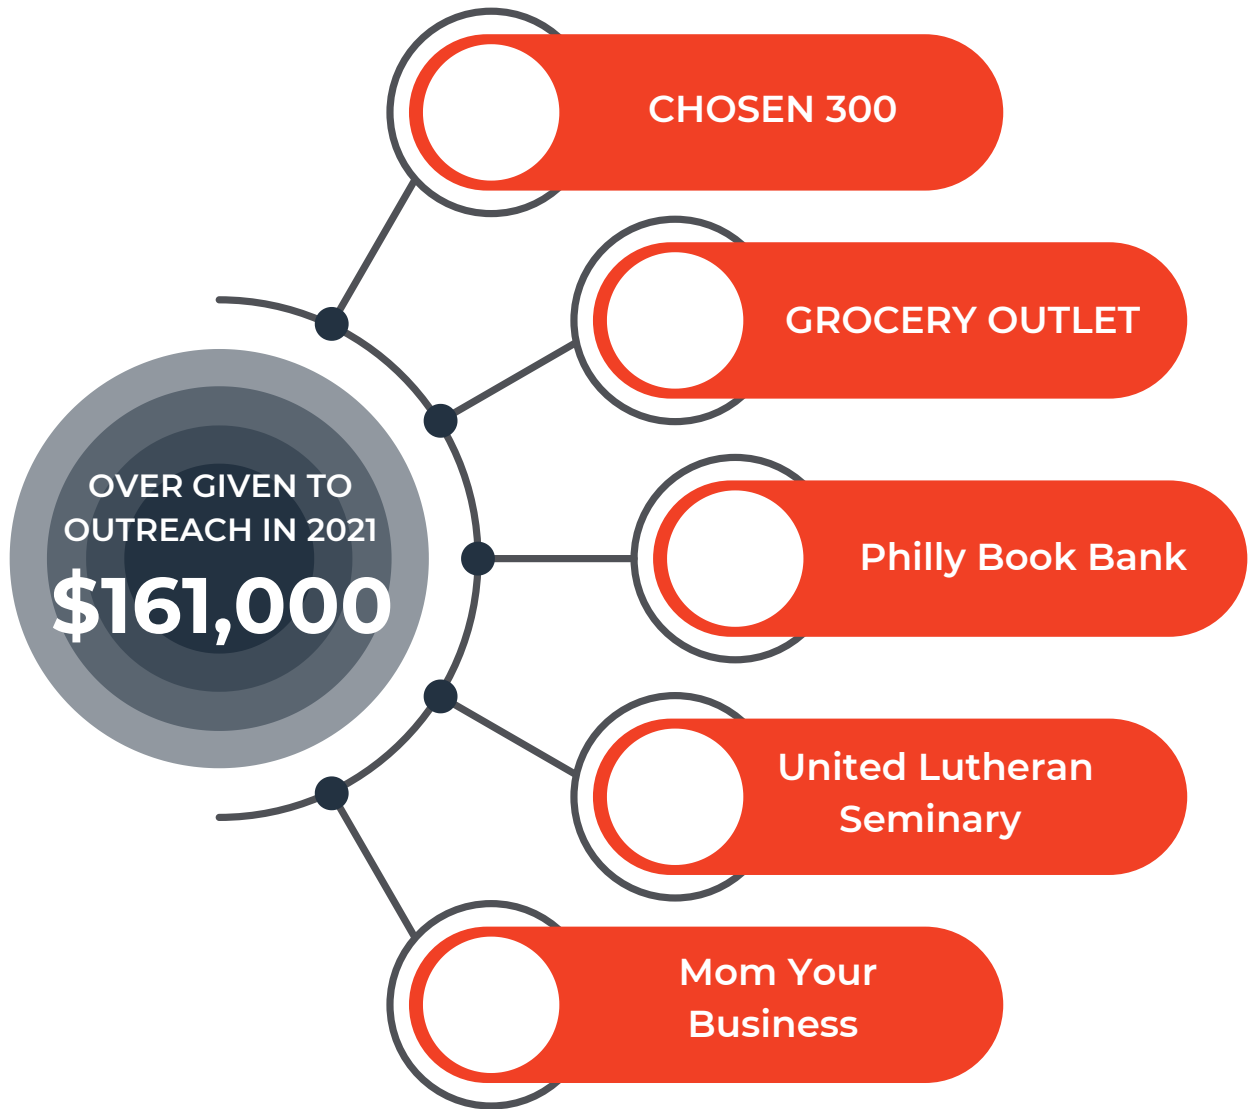 CHOSEN 300
GROCERY OUTLET
OVER GIVEN TO
OUTREACH IN 2021
$161,000
Philly Book Bank
United Lutheran
Seminary
Mom Your
Business